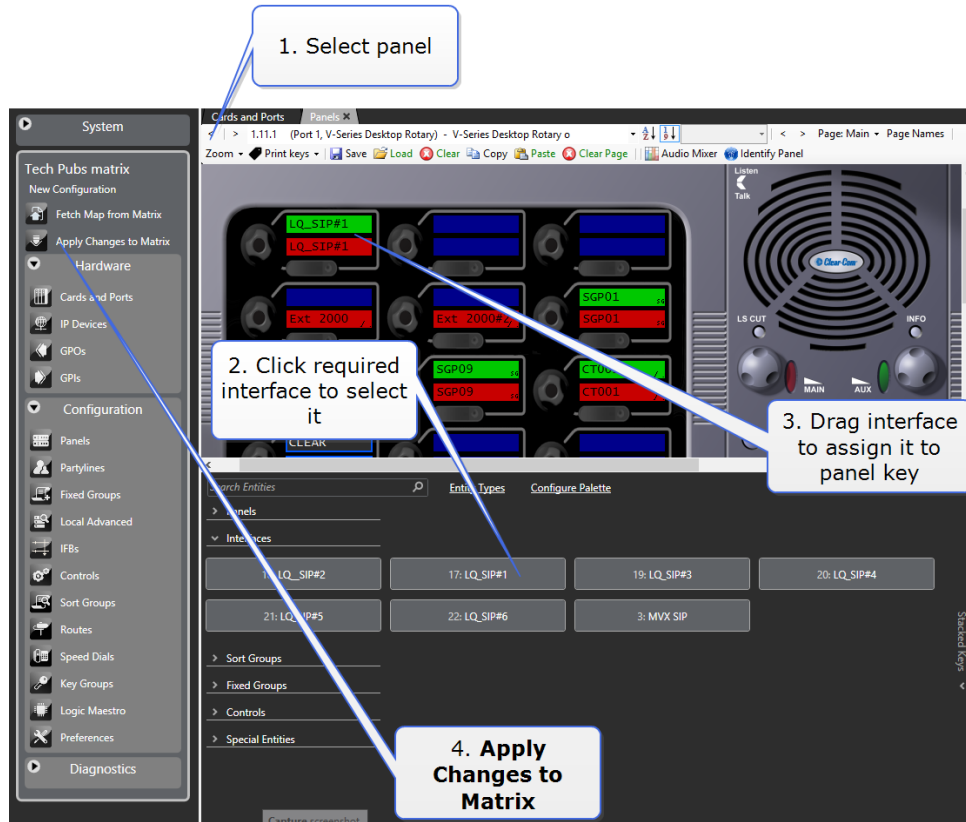 1. Select panel
System
Tech Pubs matrix
New Configuration
Fetch Map from Matrix
Apply Changes to Matrix
Hardware
Cards and Ports
IP Devices
GPOs
GPIs
Configuration
Panels
Partylines
Fixed Groups
Local Advanced
IFBs
Controls
Sort Groups
Routes
Speed Dials
Key Groups
Logic Maestro
Preferences
Diagnostics
Cards and Ports Panels
1.11.1 (Port 1, V-Series Desktop Rotary) - V-Series Desktop Rotary o Page: Main Page Names
Zoom Print keys Save Load Clear Copy Paste Clear Page Audio Mixer Identify Panel
Listen
Talk
LQ_SIP#1
LQ_SIP#1
SGP01
Ext 2000 Ext 2000#2 SGP01
SGP09 CT001
SGP09 CT001
CLEAR
Clear-Com
LS CUT INFO
MAIN AUX
2. Click required
interface to select
it
3. Drag interface
to assign it to
panel key
Search Entities Entity Types Configure Palette
Panels
Interfaces
LQ_SIP#2 17: LQ_SIP#1 19: LQ_SIP#3 20: LQ_SIP#4
21: LQ_SIP#5 22: LQ_SIP#6 3: MVX SIP
Sort Groups
Fixed Groups
Controls
Special Entities
Stacked Keys
4. Apply
Changes to
Matrix
Capture screenshot